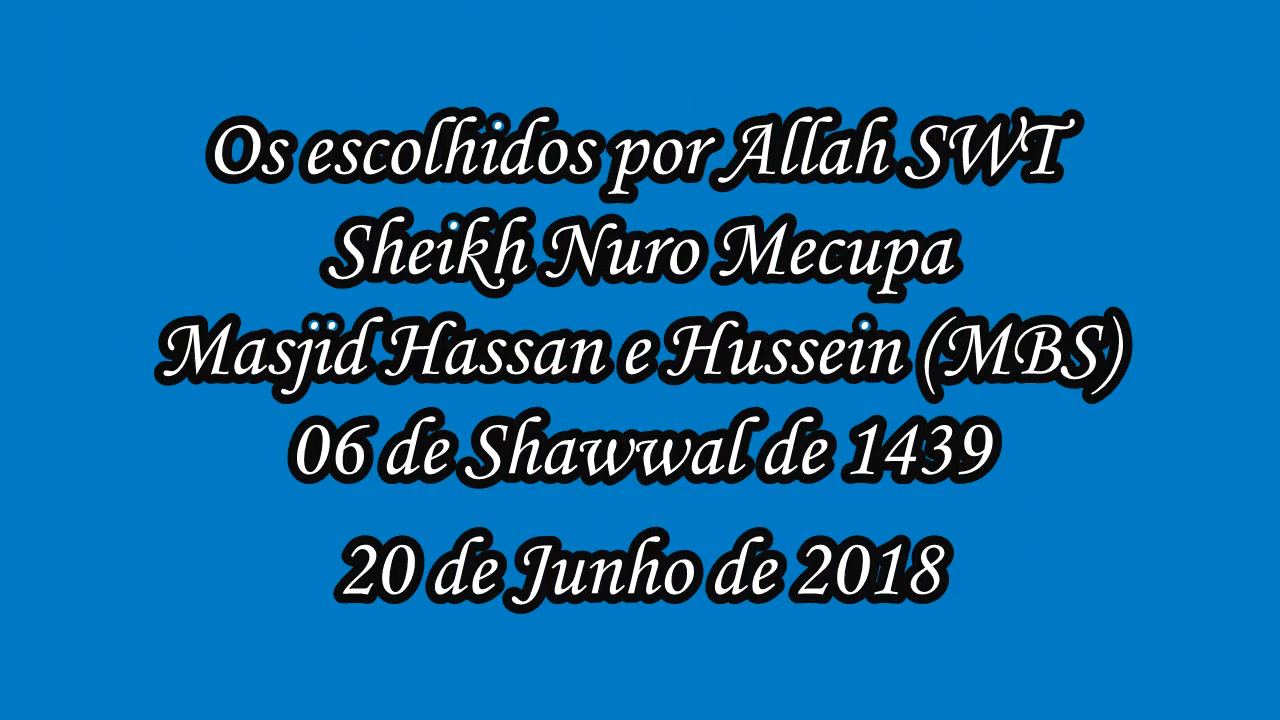 Os escolhidos por Allah SWT
Sheikh Nuro Mecupa
Masjid Hassan e Hussein (MBS)
06 de Shawwal de 1439
20 de Junho de 2018